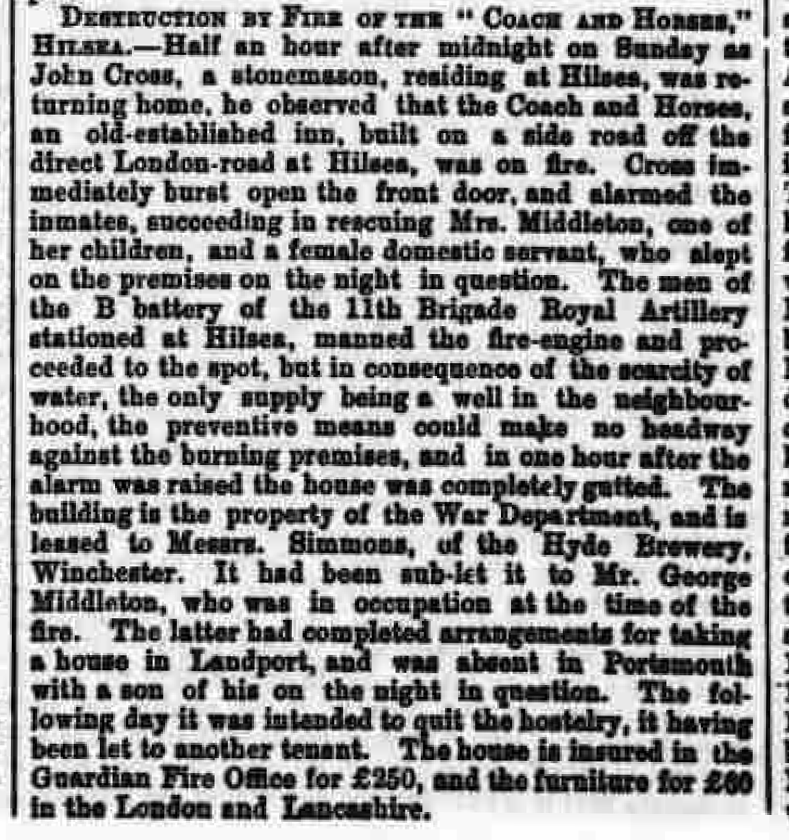 DESTRUCTION BY FIRE OF THE "COACH AND HORSES,"
HILSEA.—Half an hour after midnight on Sunday as
John Cross, a stonemason, residing at Hilsea, was re-
turning home, he observed that the Coach and Horses,
an old-established inn, built on a side road off the
direct London-road at Hilsea, was on fire. Cross im-
mediately burst open the front door, and alarmed the
inmates, succeeding in rescuing Mrs. Middleton, one of
her children, and a female domestic servant, who slept
on the premises on the night in question. The men of
the B battery of the 11th Brigade Royal Artillery
stationed at Hilsea, manned the fire-engine and pro-
ceeded to the spot, but in consequence of the scarcity of
water, the only supply being a well in the neighbour-
hood, the preventive means could make no headway
against the burning premises, and in one hour after the
alarm was raised the house was completely gutted. The
building is the property of the War Department, and is
leased to Messrs. Simmons, of the Hyde Brewery,
Winchester. It had been sub-let it to Mr. George
Middleton, who was in occupation at the time of the
fire. The latter had completed arrangements for taking
a house in Landport, and was absent in Portsmouth
with a son of his on the night in question. The fol-
lowing day it was intended to quit the hostelry, it having
been let to another tenant. The house is insured in the
Guardian Fire Office for £250, and the furniture for £60
in the London and Lancashire.